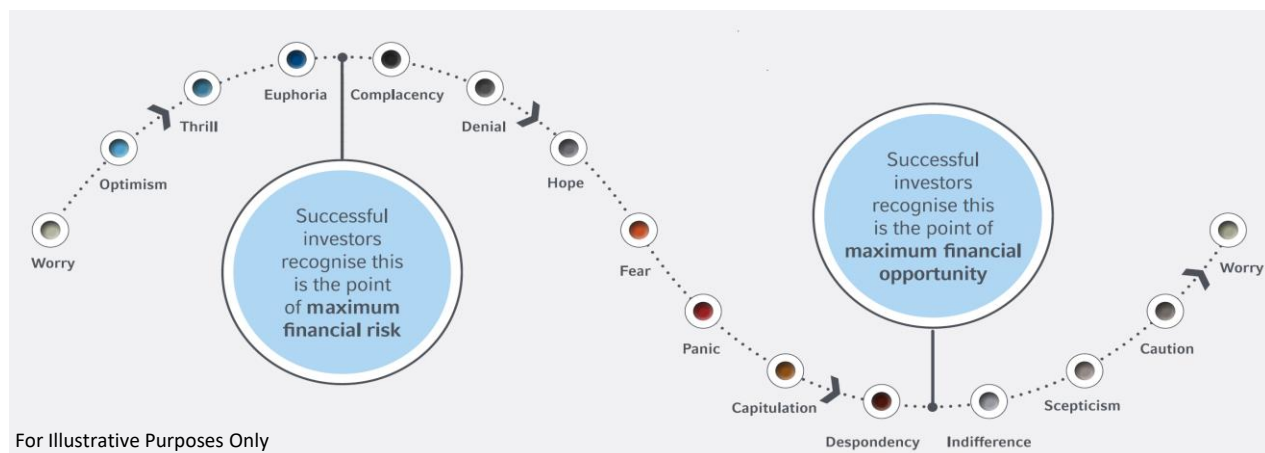 Worry
Optimism
Thrill
Euphoria
Complacency
Denial
Hope
Fear
Panic
Capitulation
Despondency
Indifference
Scepticism
Caution
Worry
Successful
investors
recognise this
is the point
of maximum
financial risk
Successful
investors
recognise this
is the point of
maximum financial
opportunity
For Illustrative Purposes Only